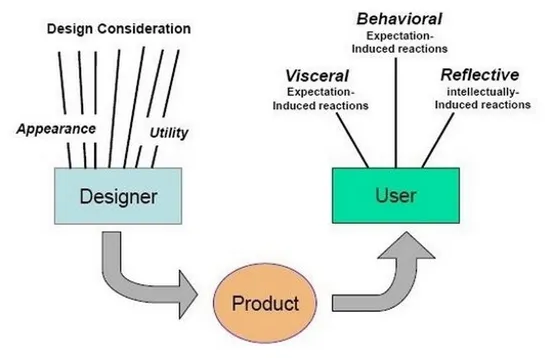 Design Consideration
Appearance
Utility
Designer
Behavioral
Expectation-
Induced reactions
Visceral
Expectation-
Induced reactions
Reflective
intellectually-
Induced reactions
User
Product